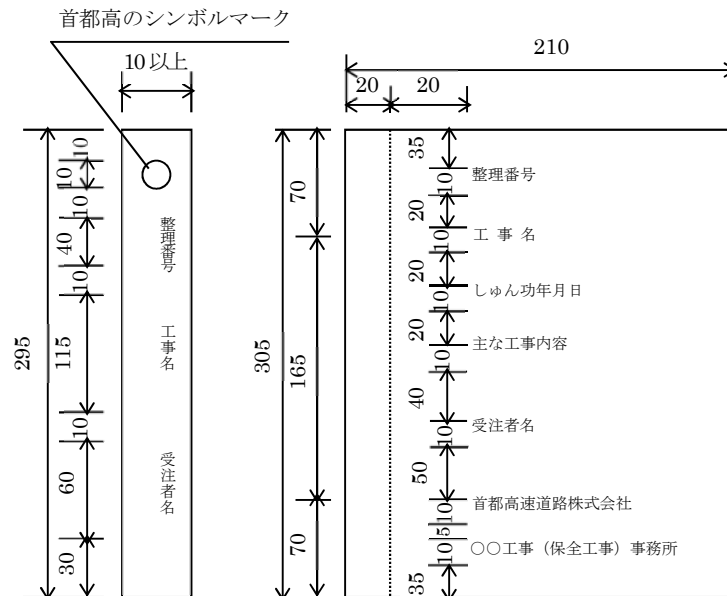 首都高のシンボルマーク
10以上
210
20
20
10
10
10
40
10
115
10
60
30
295
整理番号
工事名
受注者名
305
70
165
70
35
10
整理番号
20
10
工 事 名
20
10
しゅん功年月日
20
10
主な工事内容
40
10
受注者名
50
10
首都高速道路株式会社
5
10
○○工事（保全工事）事務所
35